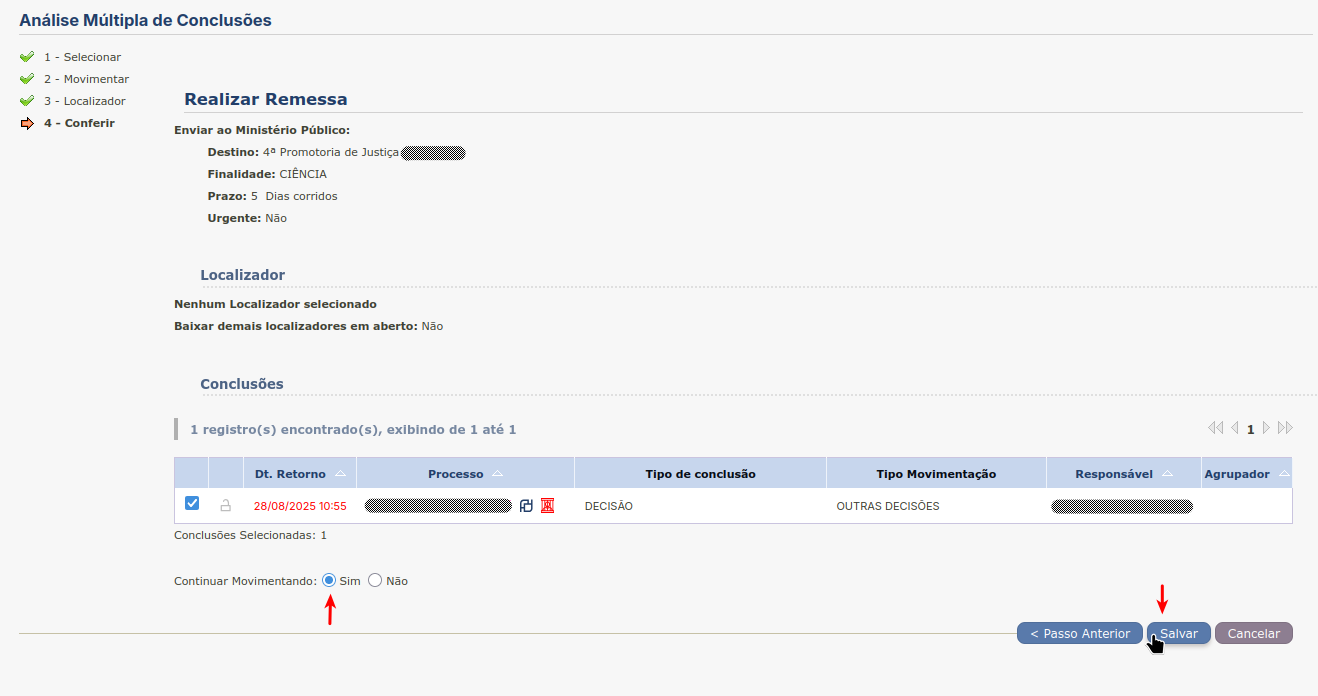 Análise Múltipla de Conclusões
1 - Selecionar
2 - Movimentar
3 - Localizador
4 - Conferir
Realizar Remessa
Enviar ao Ministério Público:
Destino: 4ª Promotoria de Justiça
Finalidade: CIÊNCIA
Prazo: 5 Dias corridos
Urgente: Não
Localizador
Nenhum Localizador selecionado
Baixar demais localizadores em aberto: Não
Conclusões
1 registro(s) encontrado(s), exibindo de 1 até 1
1
Dt. Retorno Processo Tipo de conclusão Tipo Movimentação Responsável Agrupador
28/08/2025 10:55 DECISÃO OUTRAS DECISÕES
Conclusões Selecionadas: 1
Continuar Movimentando: Sim Não
< Passo Anterior Salvar Cancelar